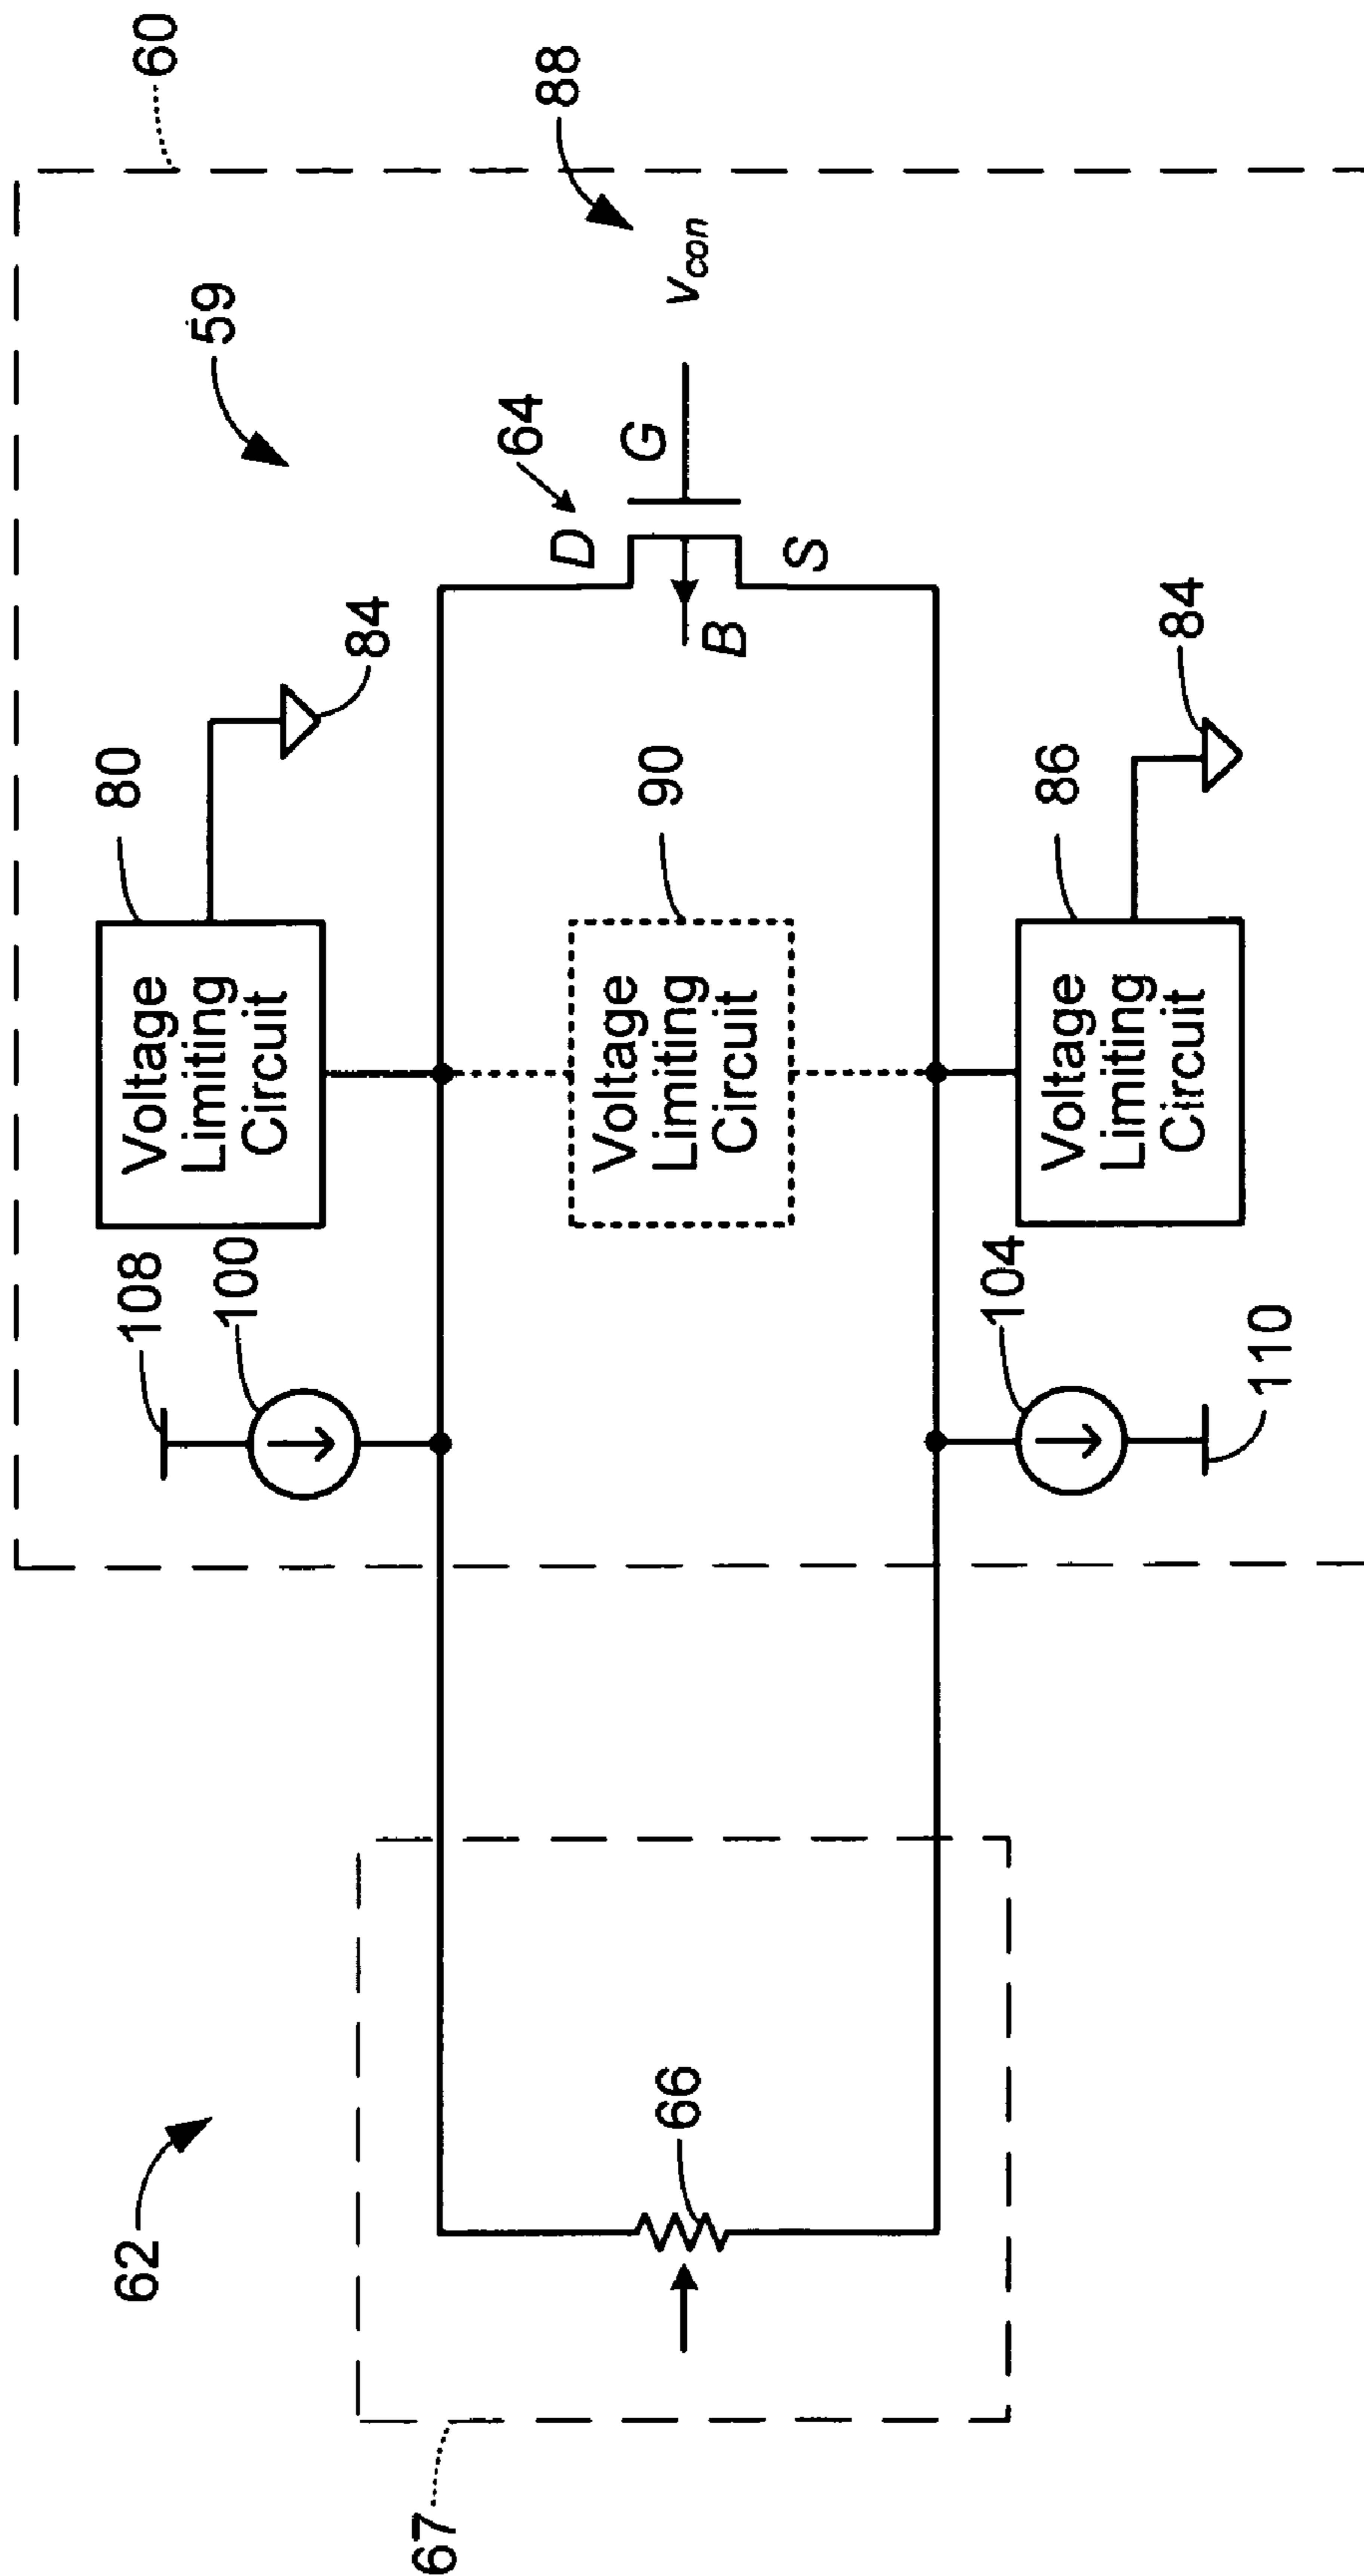 60
88
59
V_con
64
D
G
S
B
80
84
Voltage
Limiting
Circuit
90
Voltage
Limiting
Circuit
86
84
Voltage
Limiting
Circuit
108
100
104
110
62
66
67